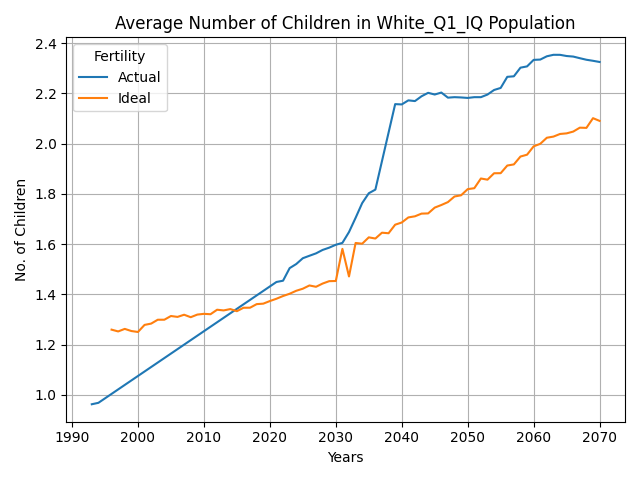 Average Number of Children in White_Q1_IQ Population
Fertility
Actual
Ideal
No. of Children
2.4
2.2
2.0
1.8
1.6
1.4
1.2
1.0
1990 2000 2010 2020 2030 2040 2050 2060 2070
Years